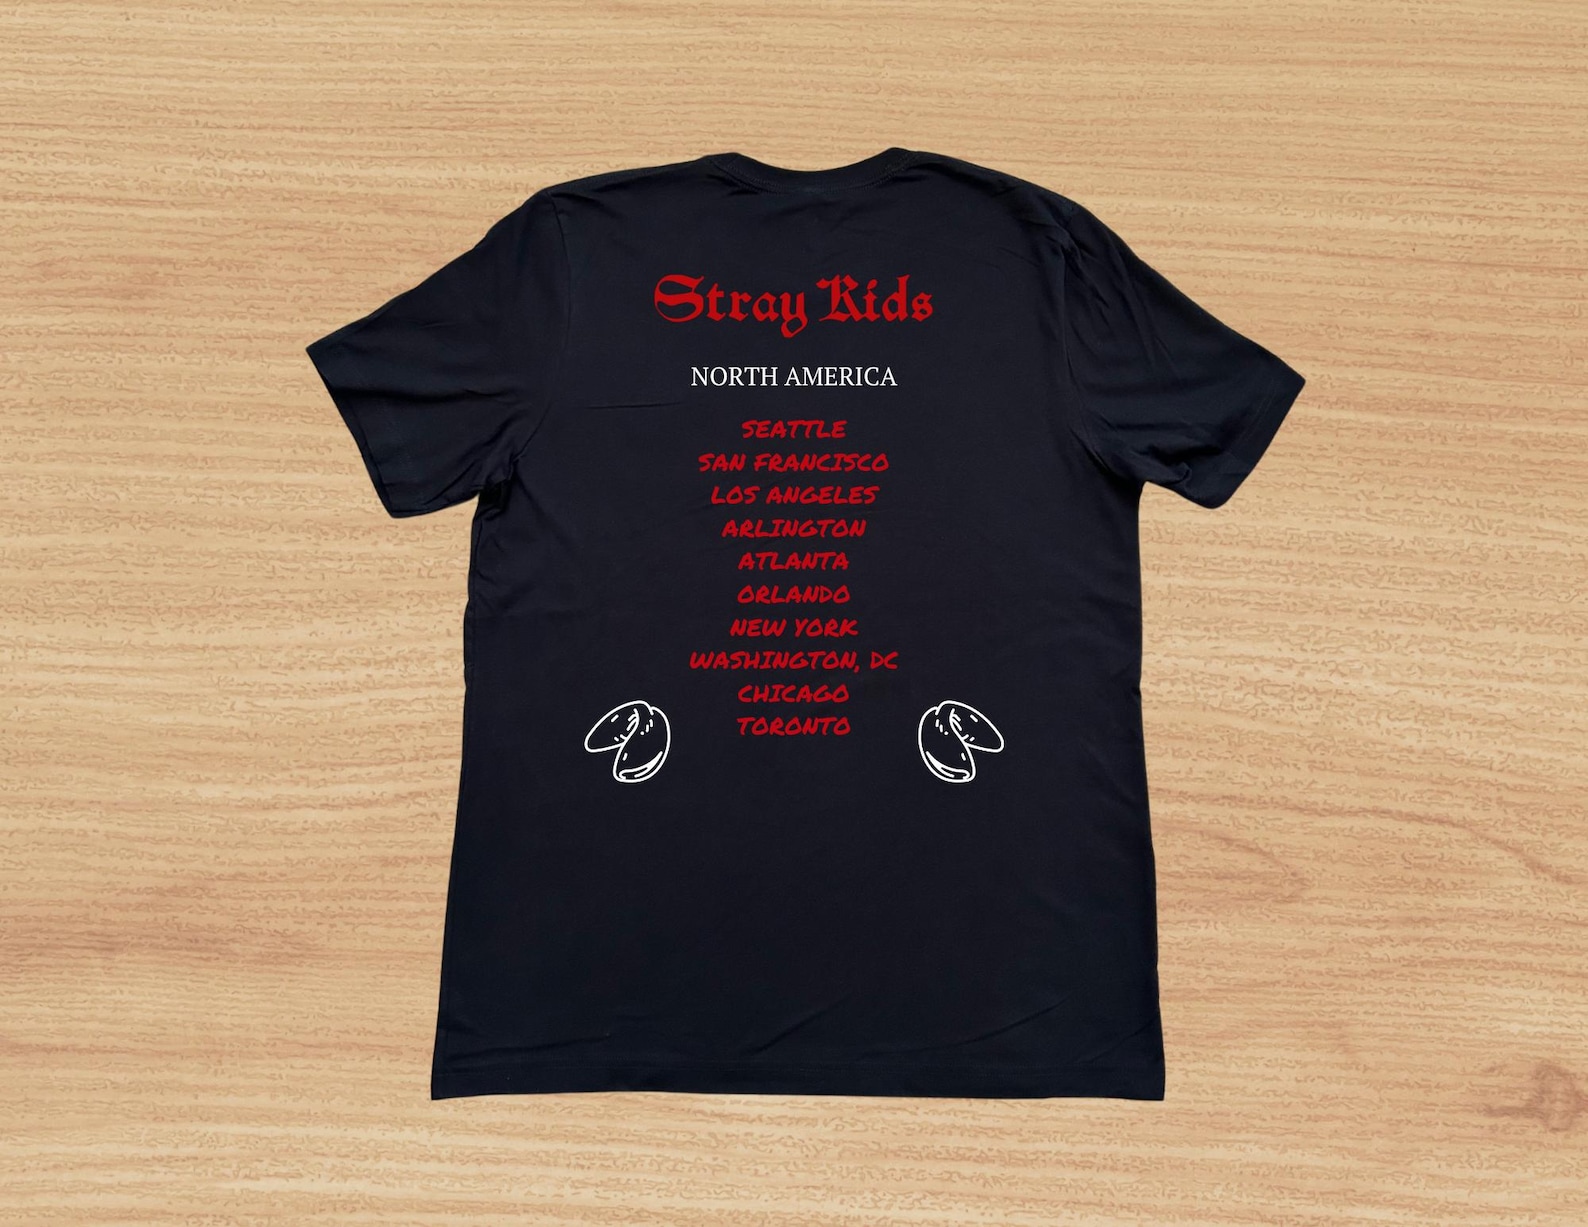 Stray Kids
NORTH AMERICA
SEATTLE
SAN FRANCISCO
LOS ANGELES
ARLINGTON
ATLANTA
ORLANDO
NEW YORK
WASHINGTON, DC
CHICAGO
TORONTO